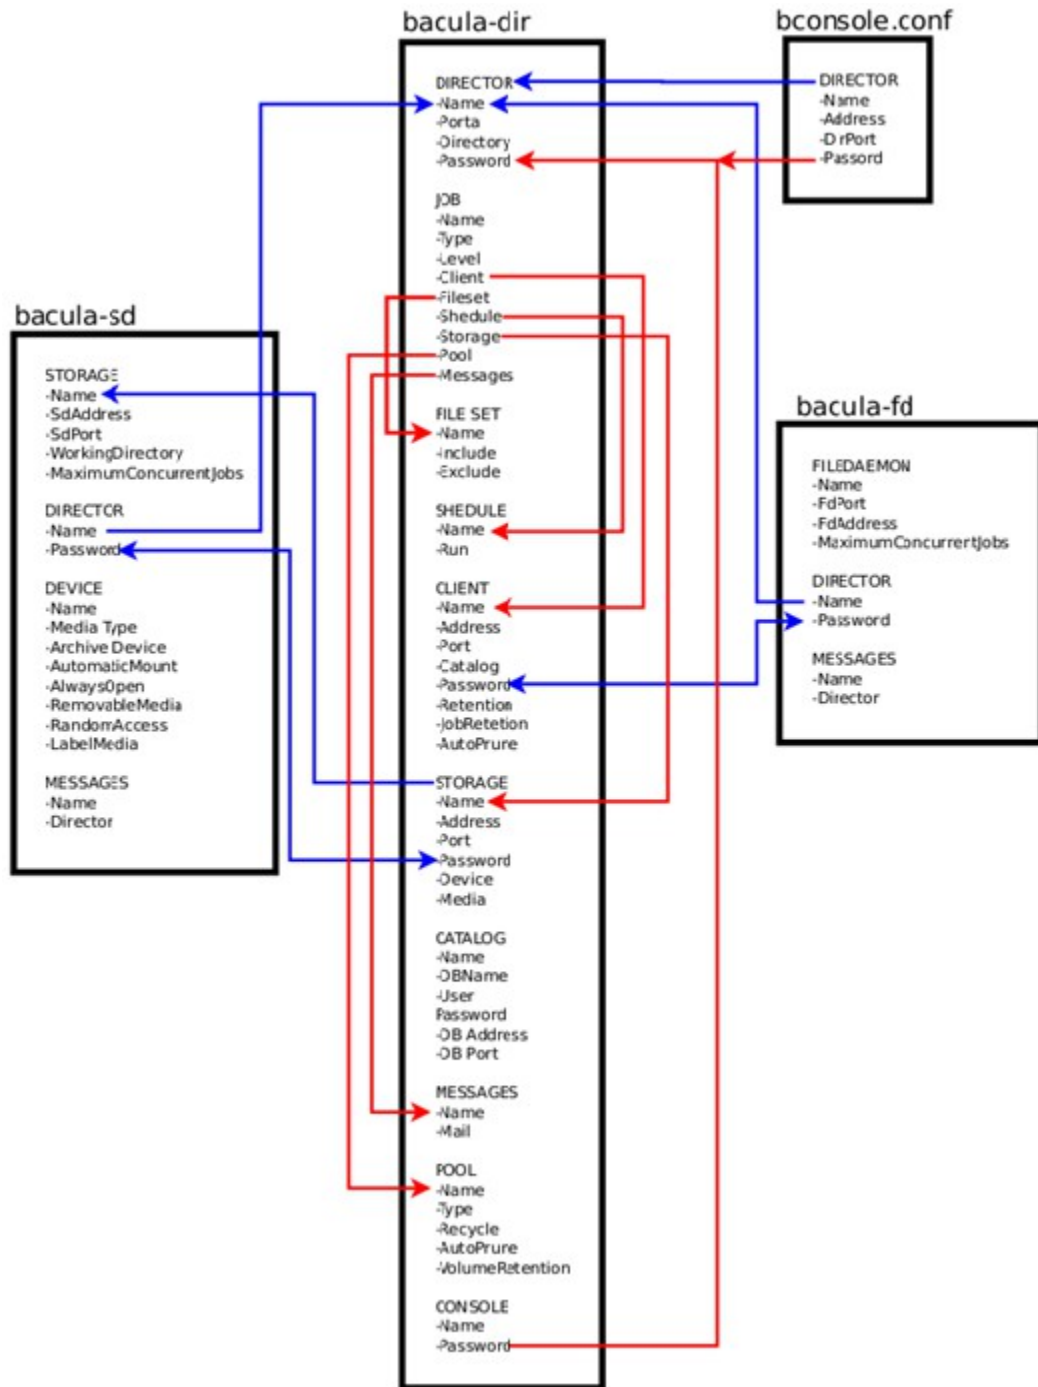 bacula-dir
DIRECTOR
-Name
-Porta
-Directory
-Password
JOB
-Name
-Type
-Level
-Client
-Fileset
-Shedule
-Storage
-Pool
-Messages
FILE SET
-Name
-Include
-Exclude
SHEDULE
-Name
-Run
CLIENT
-Name
-Address
-Port
-Catalog
-Password
-Retention
-JobRetetion
-AutoPrure
STORAGE
-Name
-Address
-Port
-Password
-Device
-Media
CATALOG
-Name
-DBName
-User
Password
-DB Address
-DB Port
MESSAGES
-Name
-Mail
POOL
-Name
-Type
-Recycle
-AutoPrure
-VolumeRetention
CONSOLE
-Name
-Password
bconsole.conf
DIRECTOR
-Name
-Address
-DirPort
-Passord
bacula-sd
STORAGE
-Name
-SdAddress
-SdPort
-WorkingDirectory
-MaximumConcurrentJobs
DIRECTOR
-Name
-Password
DEVICE
-Name
-Media Type
-Archive Device
-AutomaticMount
-AlwaysOpen
-RemovableMedia
-RandomAccess
-LabelMedia
MESSAGES
-Name
-Director
bacula-fd
FILEDAEMON
-Name
-FdPort
-FdAddress
-MaximumConcurrertJobs
DIRECTOR
-Name
-Password
MESSAGES
-Name
-Director